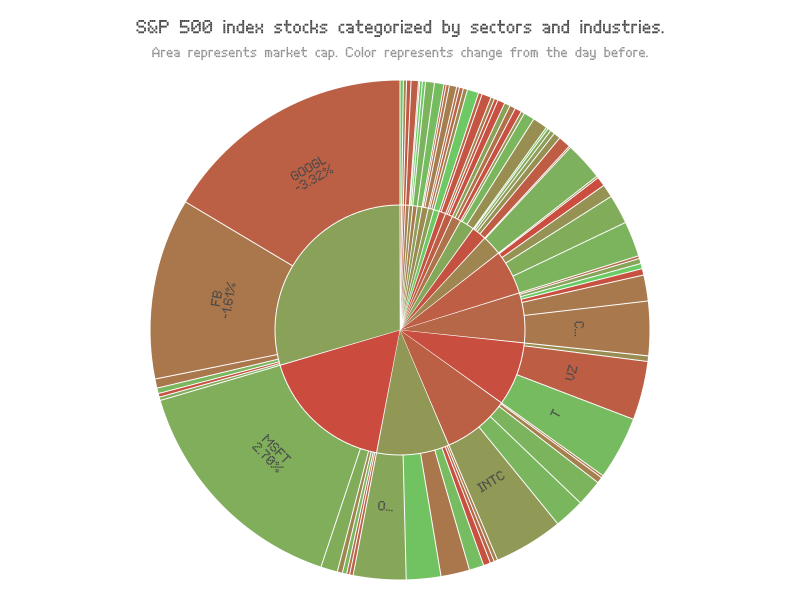 S&P 500 index stocks categorized by sectors and industries.
Area represents market cap. Color represents change from the day before.
GOOGL
-3.32%
FB
-1.61%
C...
VZ
T
MSFT
2.70%
INTC
O...